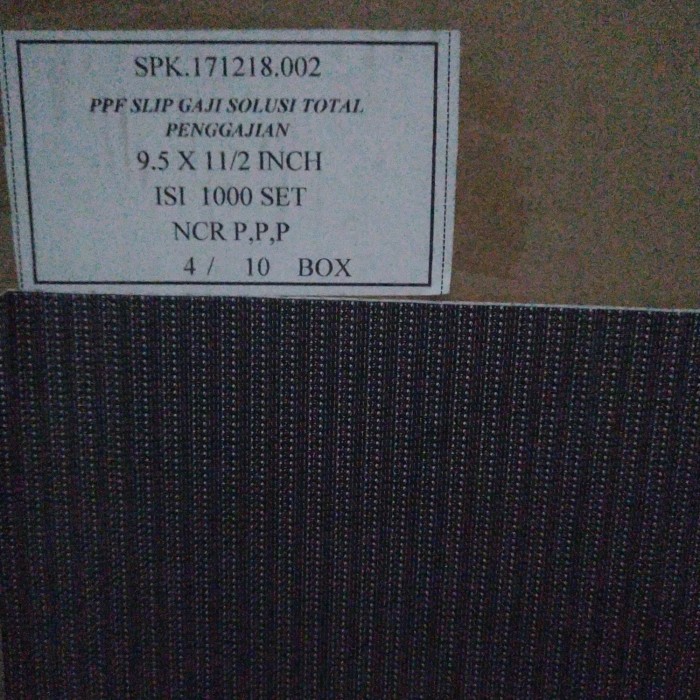 SPK.171218.002
PPF SLIP GAJI SOLUSI TOTAL
PENGGAJIAN
9.5 X 11/2 INCH
ISI 1000 SET
NCR P,P,P
4 / 10 BOX